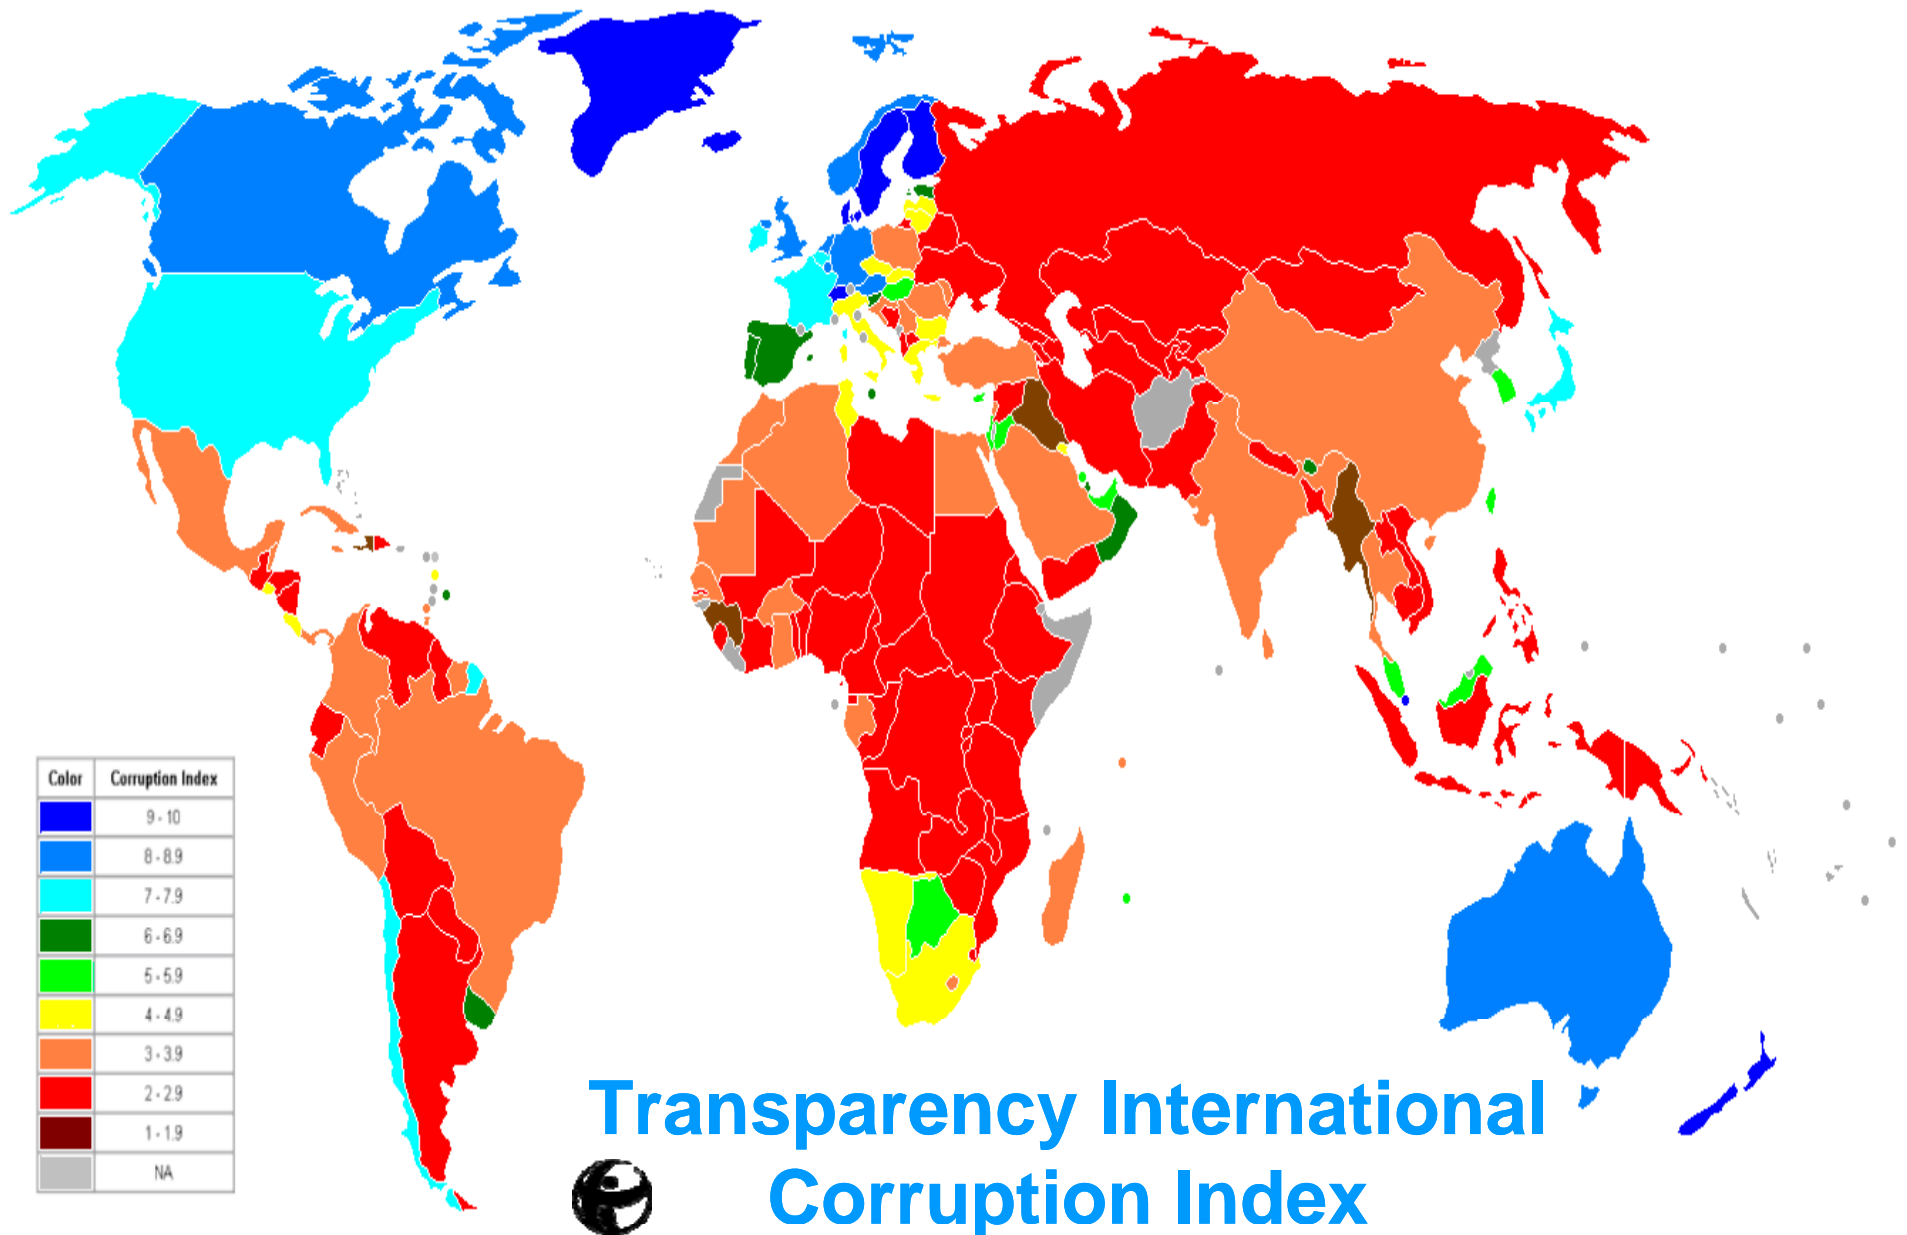 Color Corruption Index
9 - 10
8 - 8.9
7 - 7.9
6 - 6.9
5 - 5.9
4 - 4.9
3 - 3.9
2 - 2.9
1 - 1.9
NA
Transparency International
Corruption Index